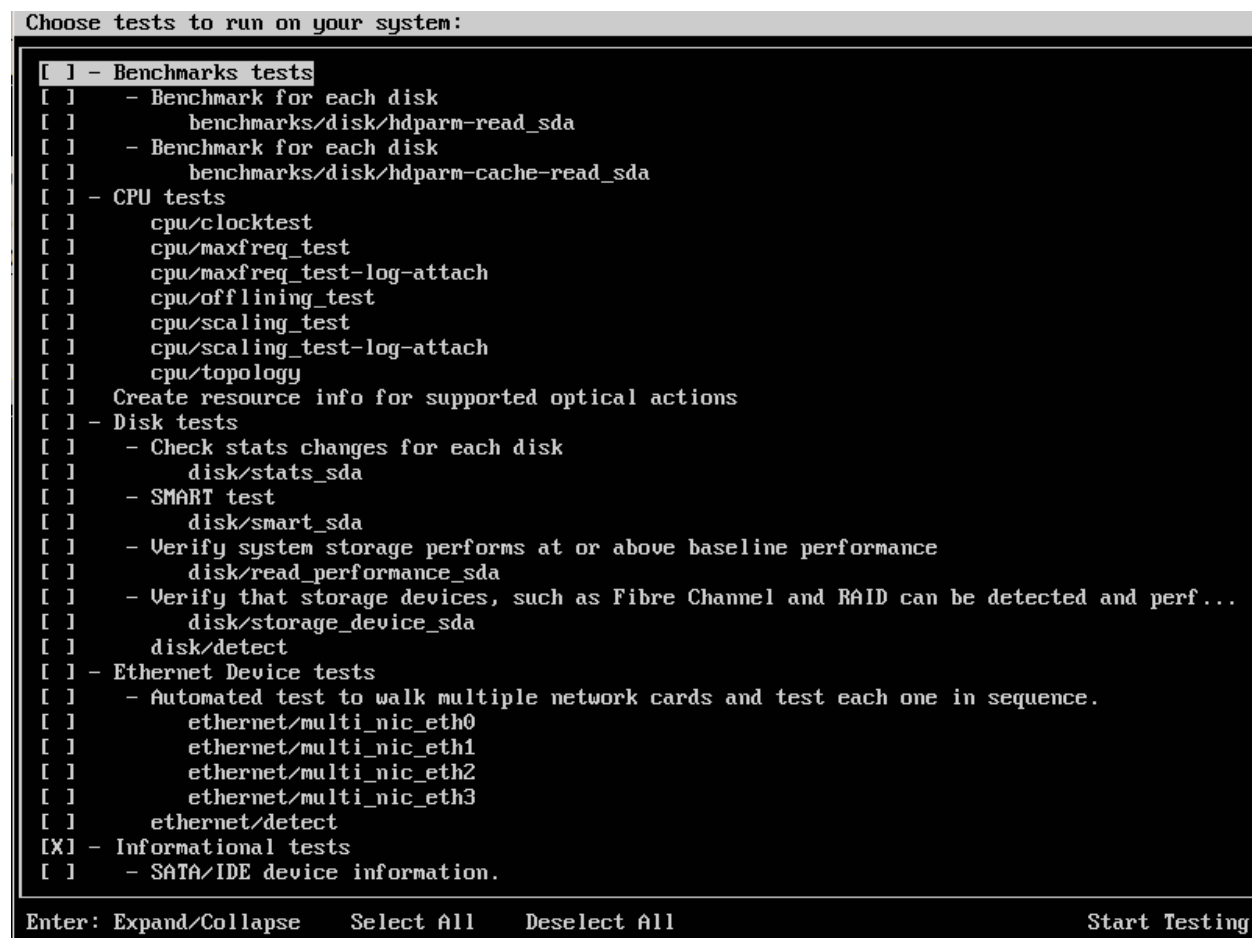 Choose tests to run on your system:
[ ] - Benchmarks tests
[ ] - Benchmark for each disk
[ ] benchmarks/disk/hdparm-read_sda
[ ] - Benchmark for each disk
[ ] benchmarks/disk/hdparm-cache-read_sda
[ ] - CPU tests
[ ] cpu/clocktest
[ ] cpu/maxfreq_test
[ ] cpu/maxfreq_test-log-attach
[ ] cpu/offlining_test
[ ] cpu/scaling_test
[ ] cpu/scaling_test-log-attach
[ ] cpu/topology
[ ] Create resource info for supported optical actions
[ ] - Disk tests
[ ] - Check stats changes for each disk
[ ] disk/stats_sda
[ ] - SMART test
[ ] disk/smart_sda
[ ] - Verify system storage performs at or above baseline performance
[ ] disk/read_performance_sda
[ ] - Verify that storage devices, such as Fibre Channel and RAID can be detected and perf...
[ ] disk/storage_device_sda
[ ] disk/detect
[ ] - Ethernet Device tests
[ ] - Automated test to walk multiple network cards and test each one in sequence.
[ ] ethernet/multi_nic_eth0
[ ] ethernet/multi_nic_eth1
[ ] ethernet/multi_nic_eth2
[ ] ethernet/multi_nic_eth3
[ ] ethernet/detect
[X] - Informational tests
[ ] - SATA/IDE device information.
Enter: Expand/Collapse Select All Deselect All Start Testing